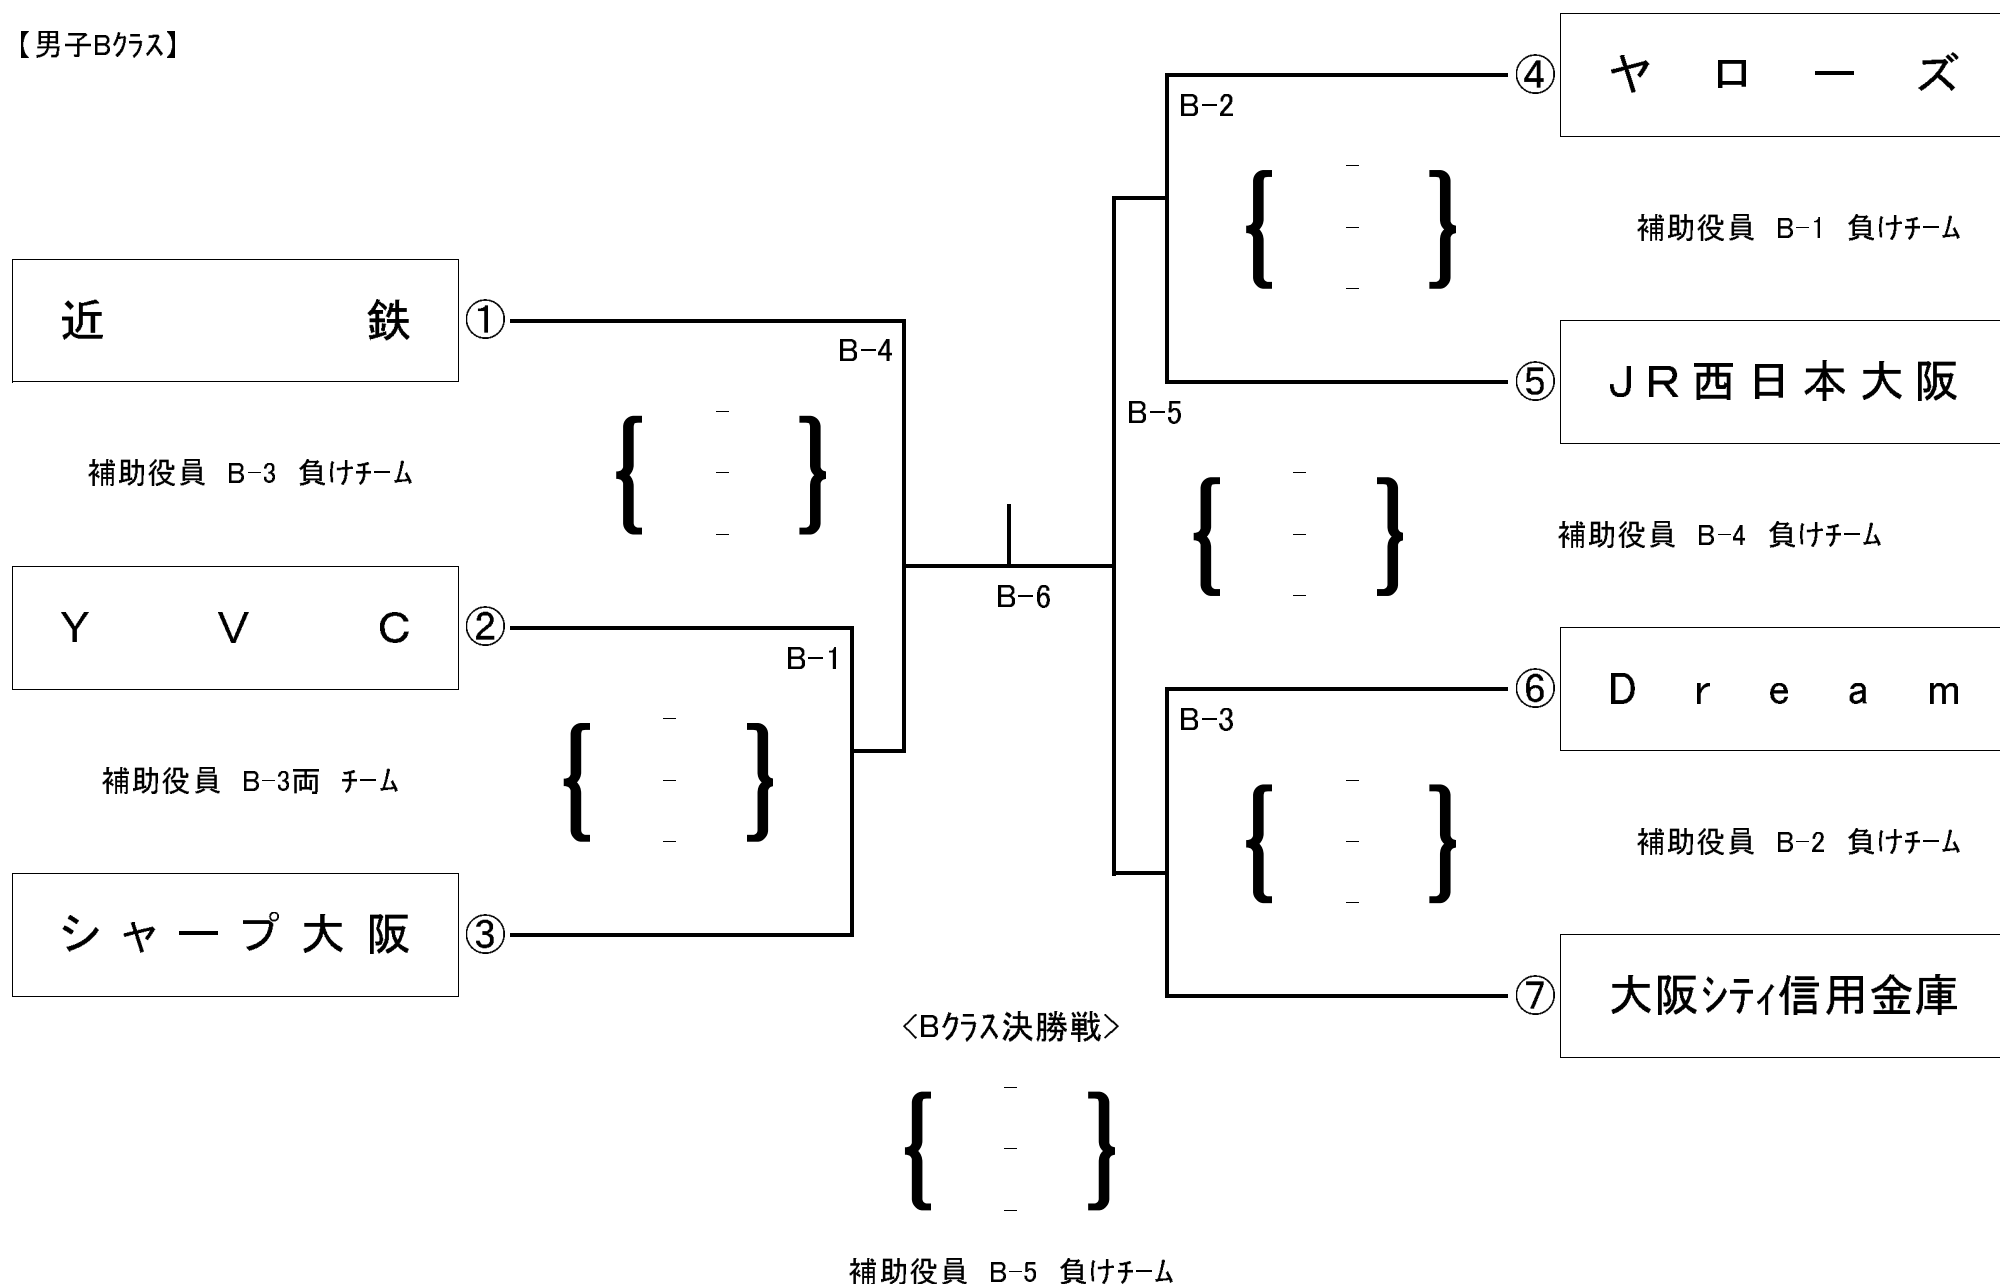 【男子Bクラス】
④ ヤローズ
B-2
-
{ - }
-
補助役員 B-1 負けチーム
近鉄 ①
B-4
⑤ JR西日本大阪
B-5
-
{ - }
-
補助役員 B-3 負けチーム
-
{ - }
-
補助役員 B-4 負けチーム
B-6
YVC ②
B-1
⑥ Dream
B-3
-
{ - }
-
補助役員 B-3両 チーム
-
{ - }
-
補助役員 B-2 負けチーム
シャープ大阪 ③
⑦ 大阪シティ信用金庫
<Bクラス決勝戦>
-
{ - }
-
補助役員 B-5 負けチーム